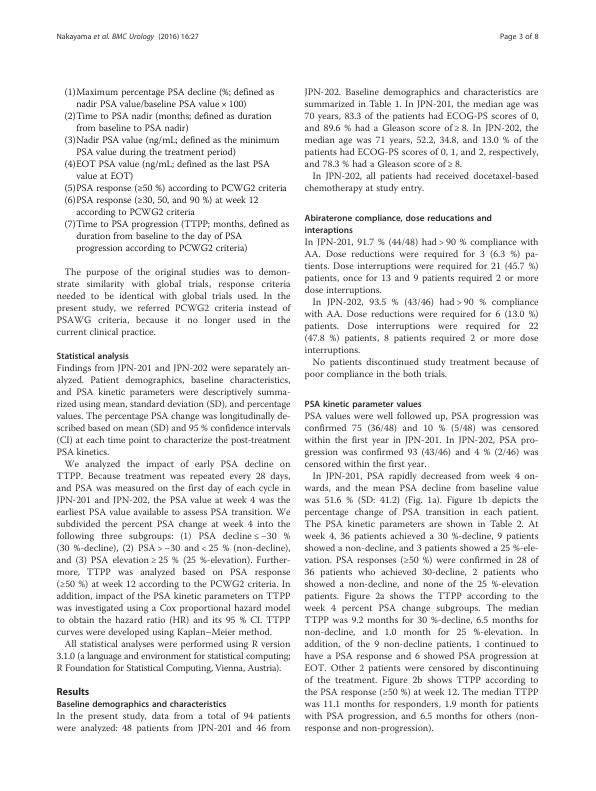 Nakayama et al. BMC Urology (2016) 16:27
Page 3 of 8
(1)Maximum percentage PSA decline (%; defined as
nadir PSA value/baseline PSA value × 100)
(2)Time to PSA nadir (months; defined as duration
from baseline to PSA nadir)
(3)Nadir PSA value (ng/mL; defined as the minimum
PSA value during the treatment period)
(4)EOT PSA value (ng/mL; defined as the last PSA
value at EOT)
(5)PSA response (≥50 %) according to PCWG2 criteria
(6)PSA response (≥30, 50, and 90 %) at week 12
according to PCWG2 criteria
(7)Time to PSA progression (TTPP; months, defined as
duration from baseline to the day of PSA
progression according to PCWG2 criteria)
The purpose of the original studies was to demon-
strate similarity with global trials, response criteria
needed to be identical with global trials used. In the
present study, we referred PCWG2 criteria instead of
PSAWG criteria, because it no longer used in the
current clinical practice.
Statistical analysis
Findings from JPN-201 and JPN-202 were separately an-
alyzed. Patient demographics, baseline characteristics,
and PSA kinetic parameters were descriptively summa-
rized using mean, standard deviation (SD), and percentage
values. The percentage PSA change was longitudinally de-
scribed based on mean (SD) and 95 % confidence intervals
(CI) at each time point to characterize the post-treatment
PSA kinetics.
We analyzed the impact of early PSA decline on
TTPP. Because treatment was repeated every 28 days,
and PSA was measured on the first day of each cycle in
JPN-201 and JPN-202, the PSA value at week 4 was the
earliest PSA value available to assess PSA transition. We
subdivided the percent PSA change at week 4 into the
following three subgroups: (1) PSA decline ≤ −30 %
(30 %-decline), (2) PSA > −30 and < 25 % (non-decline),
and (3) PSA elevation ≥ 25 % (25 %-elevation). Further-
more, TTPP was analyzed based on PSA response
(≥50 %) at week 12 according to the PCWG2 criteria. In
addition, impact of the PSA kinetic parameters on TTPP
was investigated using a Cox proportional hazard model
to obtain the hazard ratio (HR) and its 95 % CI. TTPP
curves were developed using Kaplan–Meier method.
All statistical analyses were performed using R version
3.1.0 (a language and environment for statistical computing;
R Foundation for Statistical Computing, Vienna, Austria).
Results
Baseline demographics and characteristics
In the present study, data from a total of 94 patients
were analyzed: 48 patients from JPN-201 and 46 from
JPN-202. Baseline demographics and characteristics are
summarized in Table 1. In JPN-201, the median age was
70 years, 83.3 of the patients had ECOG-PS scores of 0,
and 89.6 % had a Gleason score of ≥ 8. In JPN-202, the
median age was 71 years, 52.2, 34.8, and 13.0 % of the
patients had ECOG-PS scores of 0, 1, and 2, respectively,
and 78.3 % had a Gleason score of ≥ 8.
In JPN-202, all patients had received docetaxel-based
chemotherapy at study entry.
Abiraterone compliance, dose reducations and
interaptions
In JPN-201, 91.7 % (44/48) had > 90 % compliance with
AA. Dose reductions were required for 3 (6.3 %) pa-
tients. Dose interruptions were required for 21 (45.7 %)
patients, once for 13 and 9 patients required 2 or more
dose interruptions.
In JPN-202, 93.5 % (43/46) had > 90 % compliance
with AA. Dose reductions were required for 6 (13.0 %)
patients. Dose interruptions were required for 22
(47.8 %) patients, 8 patients required 2 or more dose
interruptions.
No patients discontinued study treatment because of
poor compliance in the both trials.
PSA kinetic parameter values
PSA values were well followed up, PSA progression was
confirmed 75 (36/48) and 10 % (5/48) was censored
within the first year in JPN-201. In JPN-202, PSA pro-
gression was confirmed 93 (43/46) and 4 % (2/46) was
censored within the first year.
In JPN-201, PSA rapidly decreased from week 4 on-
wards, and the mean PSA decline from baseline value
was 51.6 % (SD: 41.2) (Fig. 1a). Figure 1b depicts the
percentage change of PSA transition in each patient.
The PSA kinetic parameters are shown in Table 2. At
week 4, 36 patients achieved a 30 %-decline, 9 patients
showed a non-decline, and 3 patients showed a 25 %-ele-
vation. PSA responses (≥50 %) were confirmed in 28 of
36 patients who achieved 30-decline, 2 patients who
showed a non-decline, and none of the 25 %-elevation
patients. Figure 2a shows the TTPP according to the
week 4 percent PSA change subgroups. The median
TTPP was 9.2 months for 30 %-decline, 6.5 months for
non-decline, and 1.0 month for 25 %-elevation. In
addition, of the 9 non-decline patients, 1 continued to
have a PSA response and 6 showed PSA progression at
EOT. Other 2 patients were censored by discontinuing
of the treatment. Figure 2b shows TTPP according to
the PSA response (≥50 %) at week 12. The median TTPP
was 11.1 months for responders, 1.9 month for patients
with PSA progression, and 6.5 months for others (non-
response and non-progression).